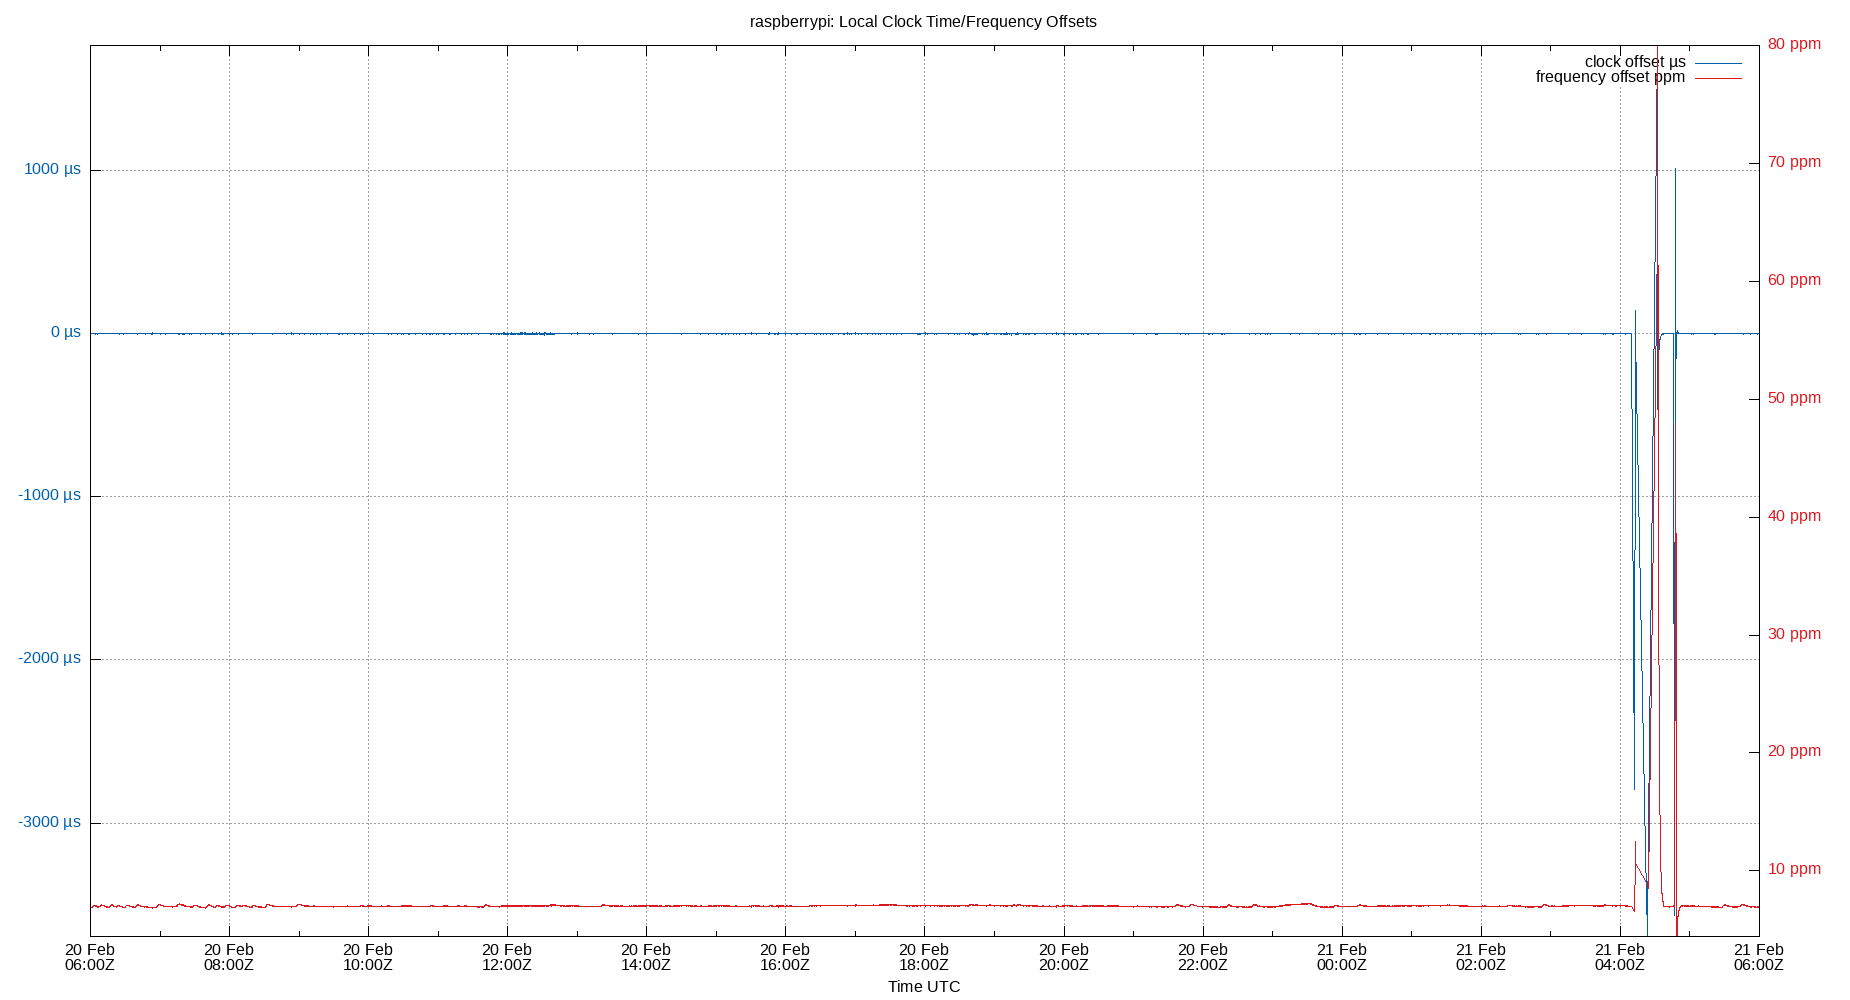 raspberrypi: Local Clock Time/Frequency Offsets
80 ppm
clock offset µs
frequency offset ppm
1000 µs
70 ppm
60 ppm
0 µs
50 ppm
-1000 µs
40 ppm
30 ppm
-2000 µs
20 ppm
-3000 µs
10 ppm
20 Feb 20 Feb 20 Feb 20 Feb 20 Feb 20 Feb 20 Feb 20 Feb 20 Feb 21 Feb 21 Feb 21 Feb 21 Feb
06:00Z 08:00Z 10:00Z 12:00Z 14:00Z 16:00Z 18:00Z 20:00Z 22:00Z 00:00Z 02:00Z 04:00Z 06:00Z
Time UTC